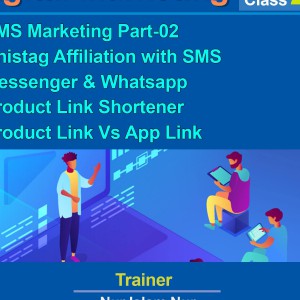 Class
MS Marketing Part-02
nistag Affiliation with SMS
essenger & Whatsapp
roduct Link Shortener
roduct Link Vs App Link
Trainer